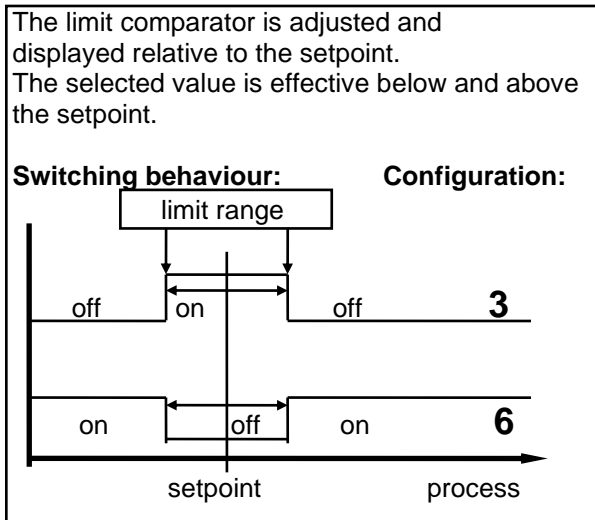 The limit comparator is adjusted and
displayed relative to the setpoint.
The selected value is effective below and above
the setpoint.
Switching behaviour: Configuration:
limit range
off on off 3
on off on 6
setpoint process